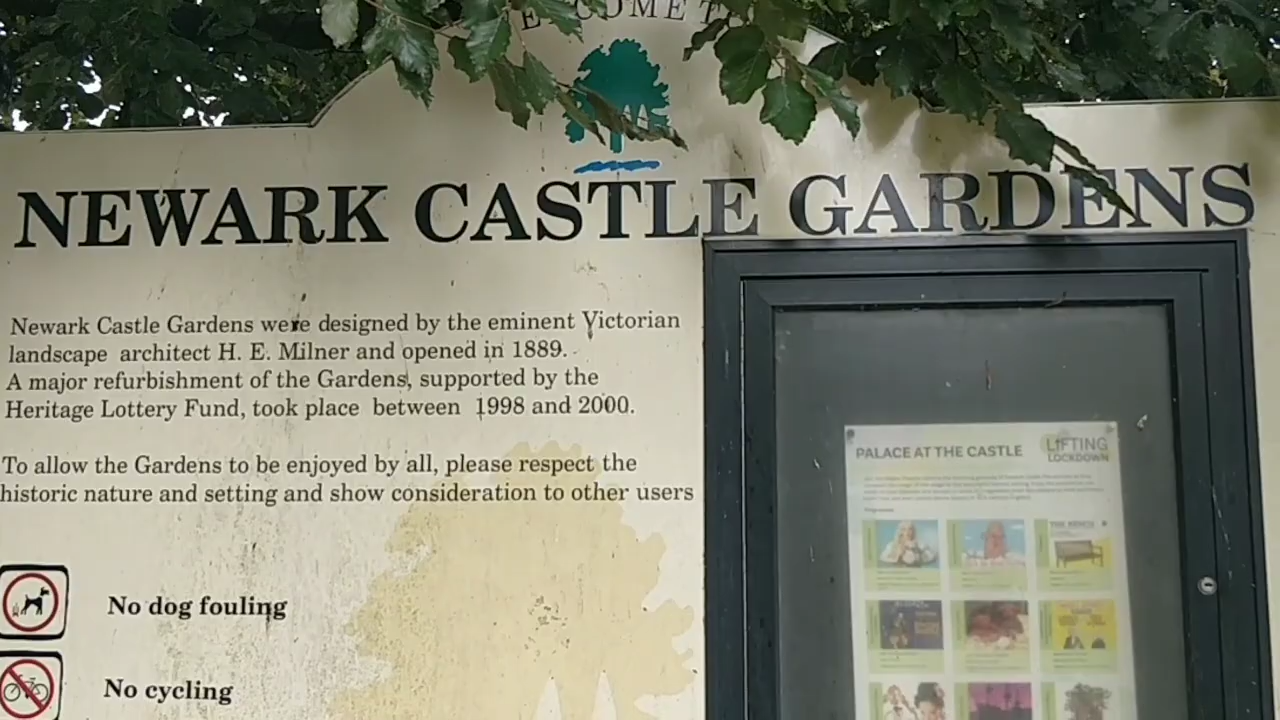 COME T
NEWARK CASTLE GARDENS
Newark Castle Gardens were designed by the eminent Victorian
landscape architect H. E. Milner and opened in 1889.
A major refurbishment of the Gardens, supported by the
Heritage Lottery Fund, took place between 1998 and 2000.
To allow the Gardens to be enjoyed by all, please respect the
historic nature and setting and show consideration to other users
No dog fouling
No cycling
PALACE AT THE CASTLE
LIFTING
LOCKDOWN